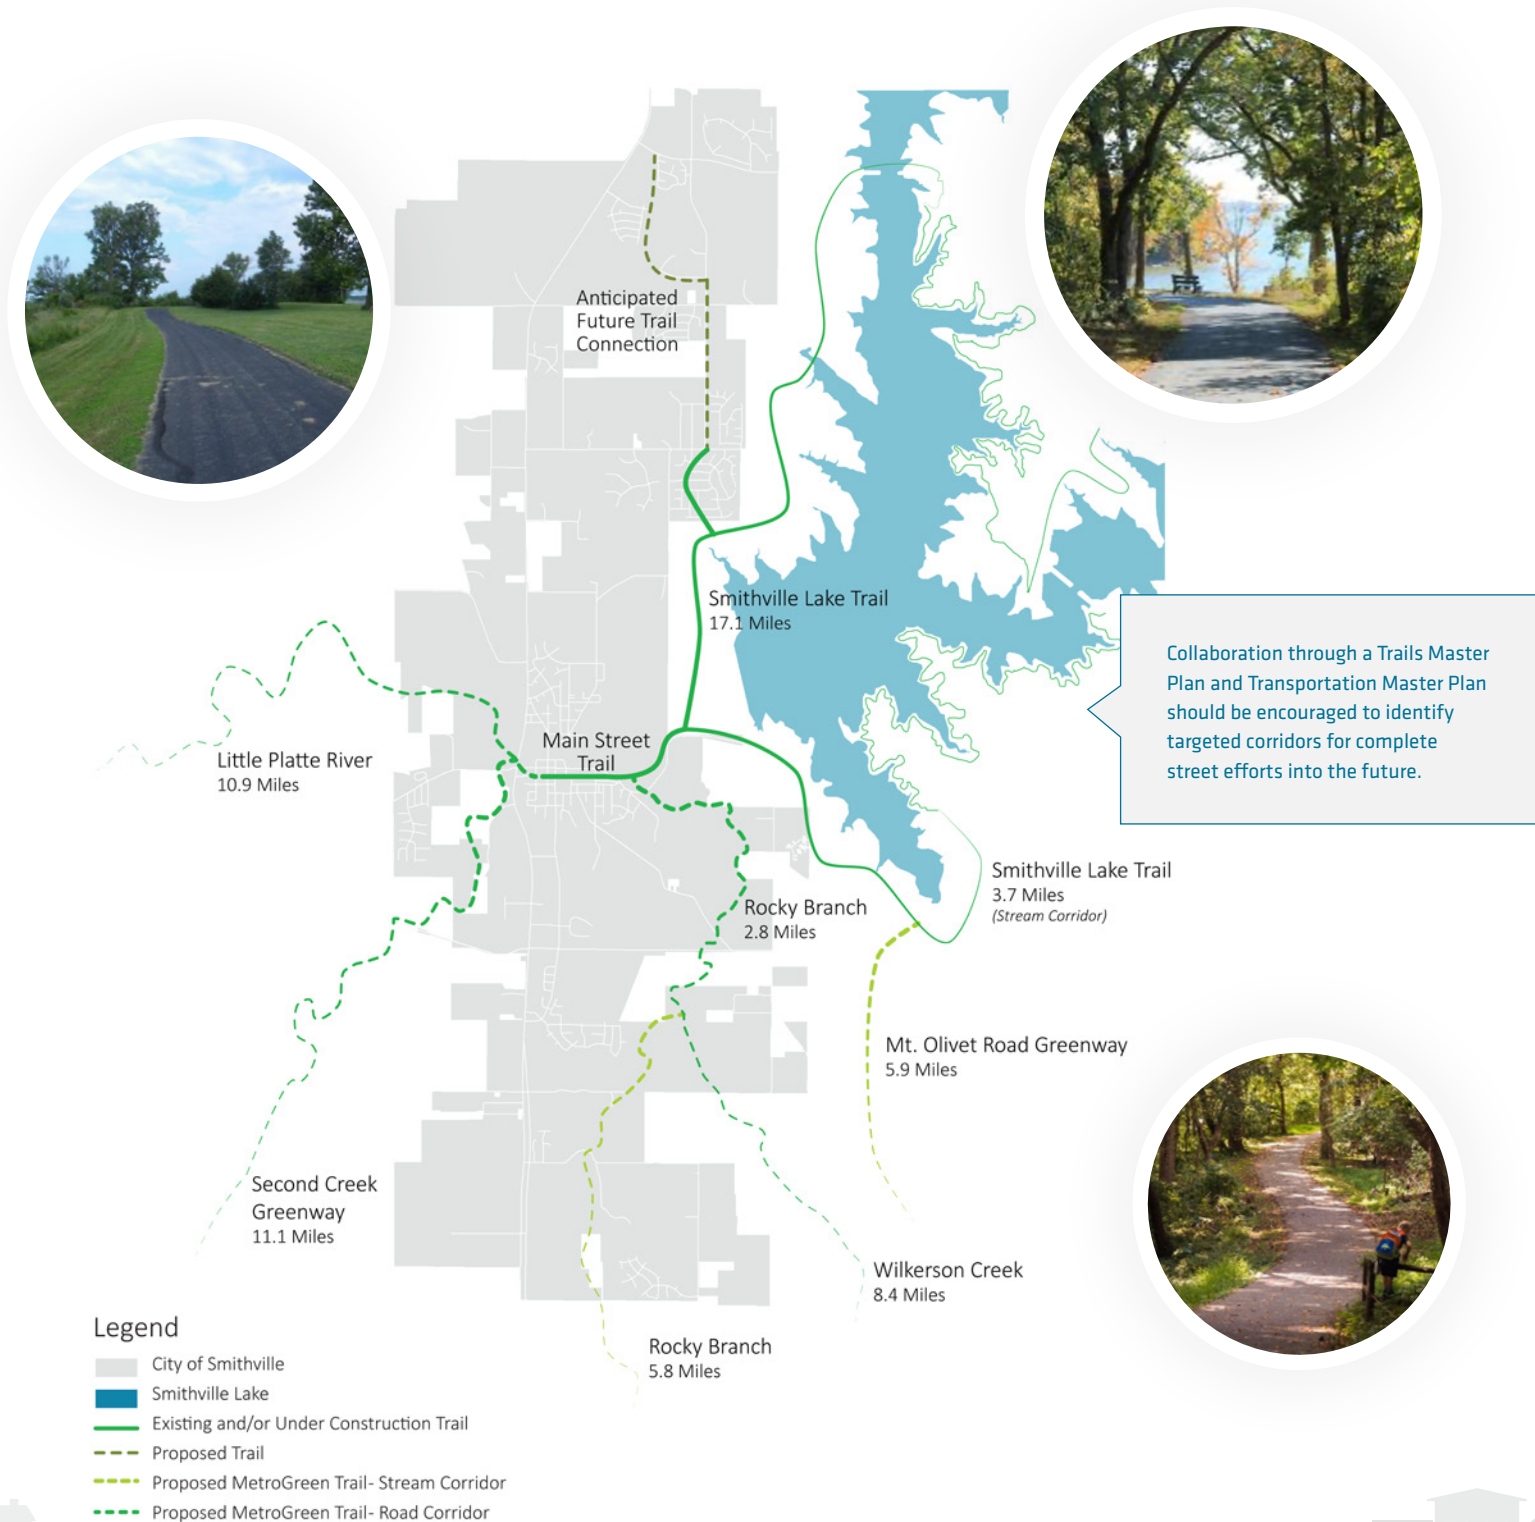 Anticipated
Future Trail
Connection
Smithville Lake Trail
17.1 Miles
Collaboration through a Trails Master
Plan and Transportation Master Plan
should be encouraged to identify
targeted corridors for complete
street efforts into the future.
Main Street
Trail
Little Platte River
10.9 Miles
Smithville Lake Trail
3.7 Miles
(Stream Corridor)
Rocky Branch
2.8 Miles
Mt. Olivet Road Greenway
5.9 Miles
Second Creek
Greenway
11.1 Miles
Wilkerson Creek
8.4 Miles
Rocky Branch
5.8 Miles
Legend
City of Smithville
Smithville Lake
Existing and/or Under Construction Trail
Proposed Trail
Proposed MetroGreen Trail- Stream Corridor
Proposed MetroGreen Trail- Road Corridor